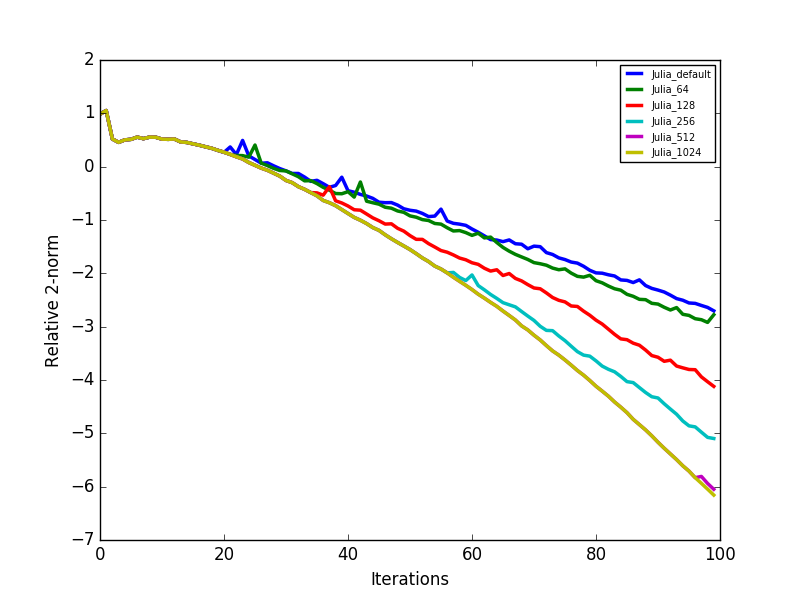 2
1
0
−1
−2
−3
−4
−5
−6
−7
Relative 2-norm
0 20 40 60 80 100
Iterations
Julia_default
Julia_64
Julia_128
Julia_256
Julia_512
Julia_1024